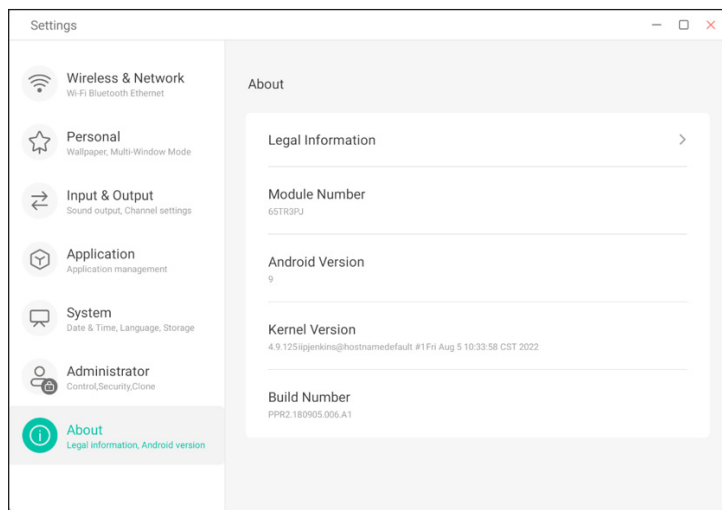 Settings
Wireless & Network
Wi-Fi Bluetooth Ethernet
Personal
Wallpaper, Multi-Window Mode
Input & Output
Sound output, Channel settings
Application
Application management
System
Date & Time, Language, Storage
Administrator
Control,Security,Clone
About
Legal information, Android version
About
Legal Information
Module Number
65TR3PJ
Android Version
9
Kernel Version
4.9.125iipjenkins@hostnamedefault #1Fri Aug 5 10:33:58 CST 2022
Build Number
PPR2.180905.006.A1